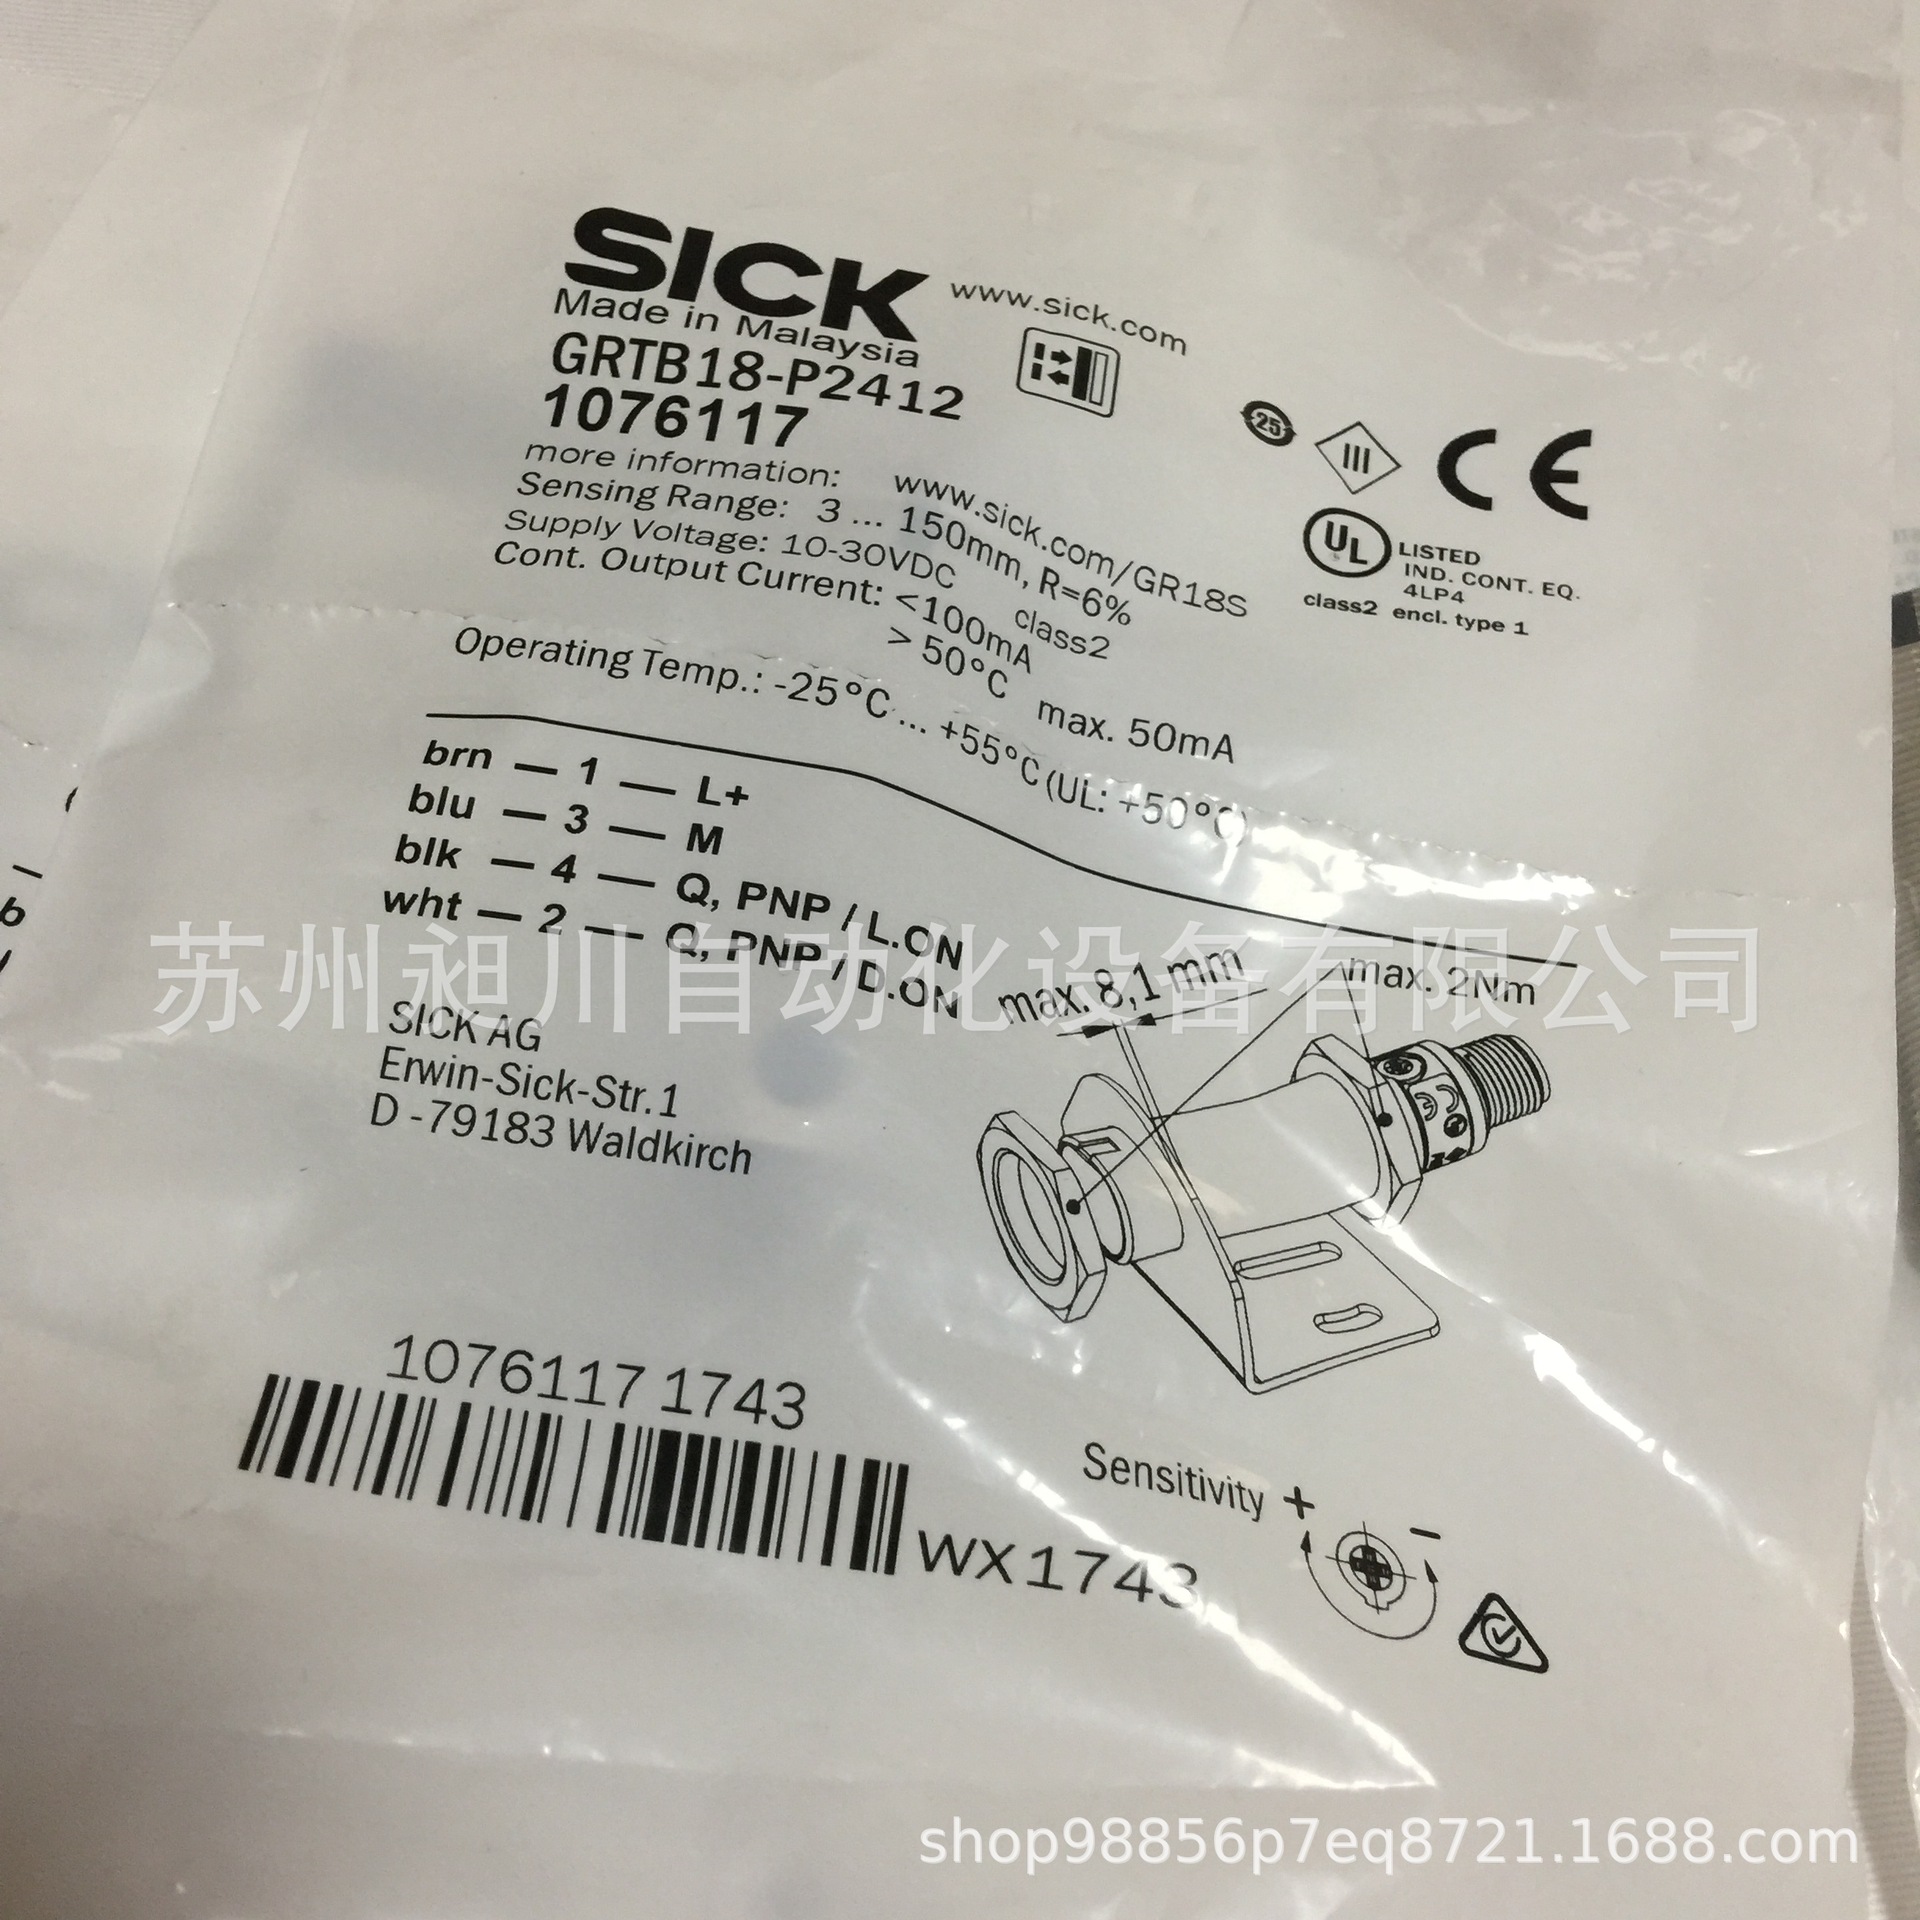 SICK www.sick.com
Made in Malaysia
GRTB18-P2412
1076117
more information: www.sick.com/GR18S
Sensing Range: 3 ... 150mm, R=6%
Supply Voltage: 10-30VDC class2
Cont. Output Current: <100mA
> 50°C max. 50mA
Operating Temp.: -25°C ... +55°C (UL: +50°C)
25
III
CE
UL LISTED
IND. CONT. EQ.
4LP4
class2 encl. type 1
brn — 1 — L+
blu — 3 — M
blk — 4 — Q, PNP / L.ON
wht — 2 — Q, PNP / D.ON
苏州昶川自动化设备有限公司
max. 8,1 mm
max. 2Nm
SICK AG
Erwin-Sick-Str.1
D -79183 Waldkirch
1076117 1743
WX1743
Sensitivity + −
shop98856p7eq8721.1688.com